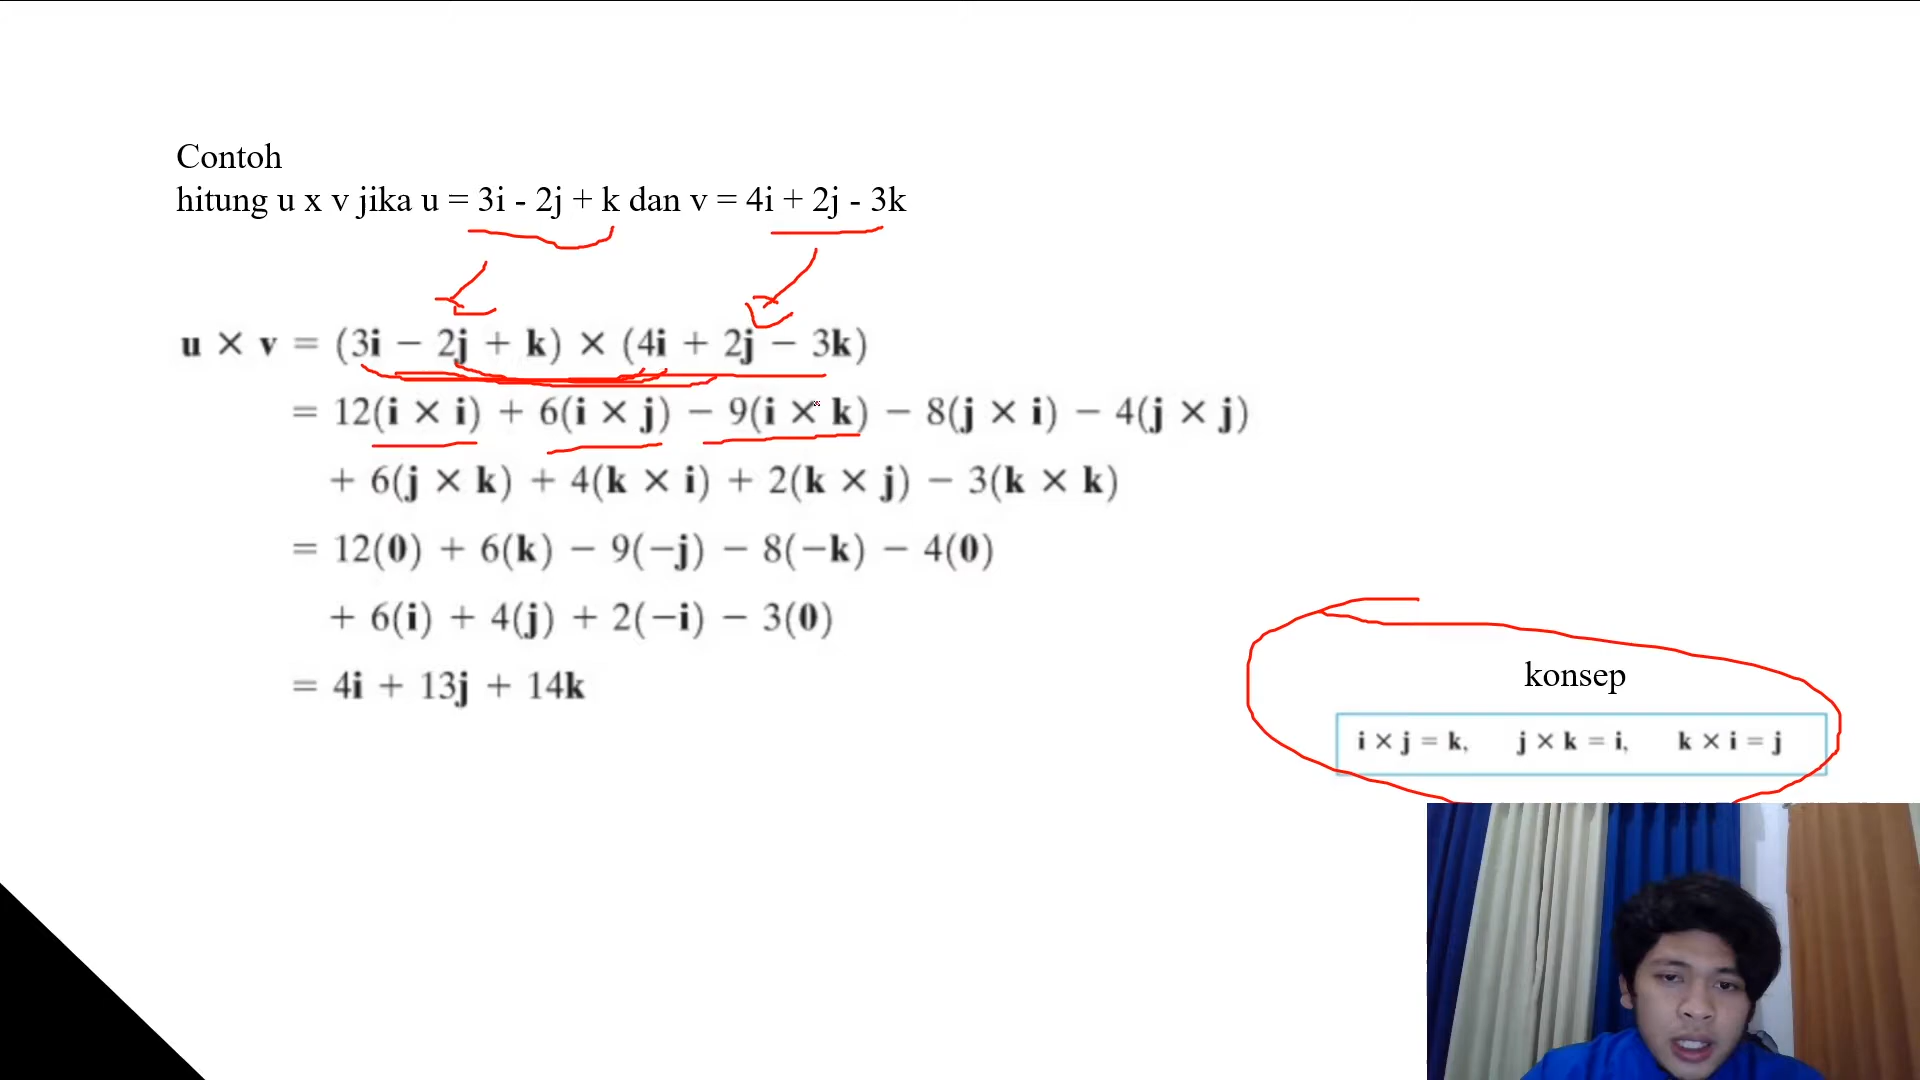 Contoh
hitung u x v jika u = 3i - 2j + k dan v = 4i + 2j - 3k
u × v = (3i − 2j + k) × (4i + 2j − 3k)
= 12(i × i) + 6(i × j) − 9(i × k) − 8(j × i) − 4(j × j)
+ 6(j × k) + 4(k × i) + 2(k × j) − 3(k × k)
= 12(0) + 6(k) − 9(−j) − 8(−k) − 4(0)
+ 6(i) + 4(j) + 2(−i) − 3(0)
= 4i + 13j + 14k
konsep
i × j = k, j × k = i, k × i = j